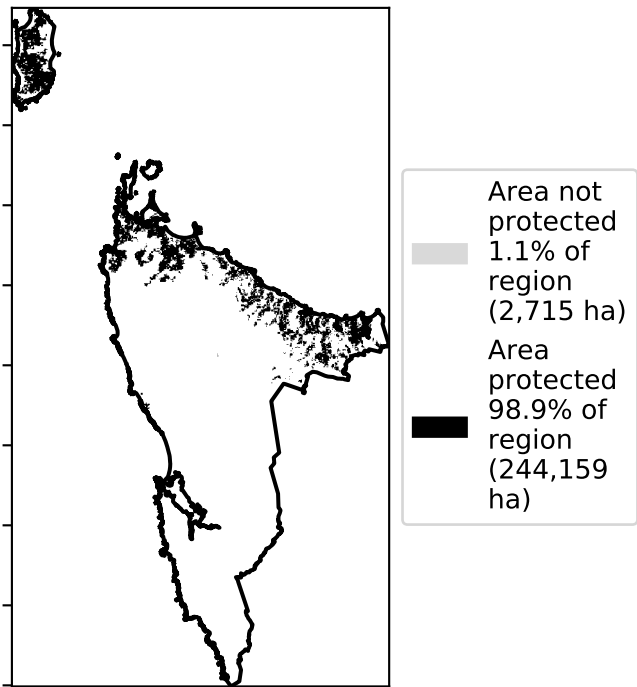 Area not
protected
1.1% of
region
(2,715 ha)
Area
protected
98.9% of
region
(244,159
ha)